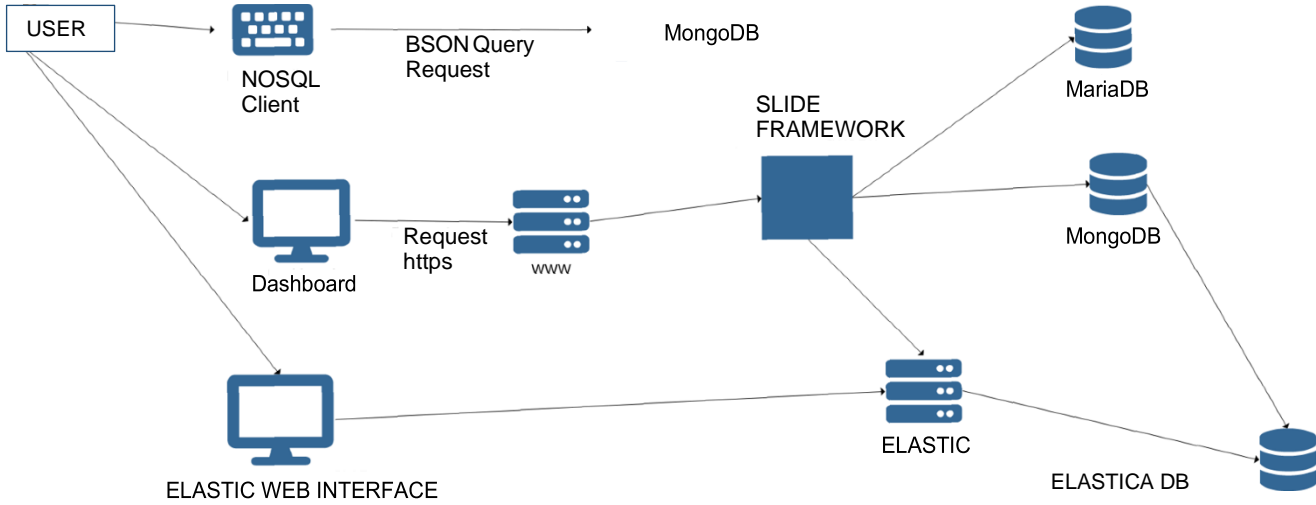 USER
NOSQL
Client
BSON Query
Request
MongoDB
MariaDB
SLIDE
FRAMEWORK
Dashboard
Request
https
www
MongoDB
ELASTIC WEB INTERFACE
ELASTIC
ELASTICA DB